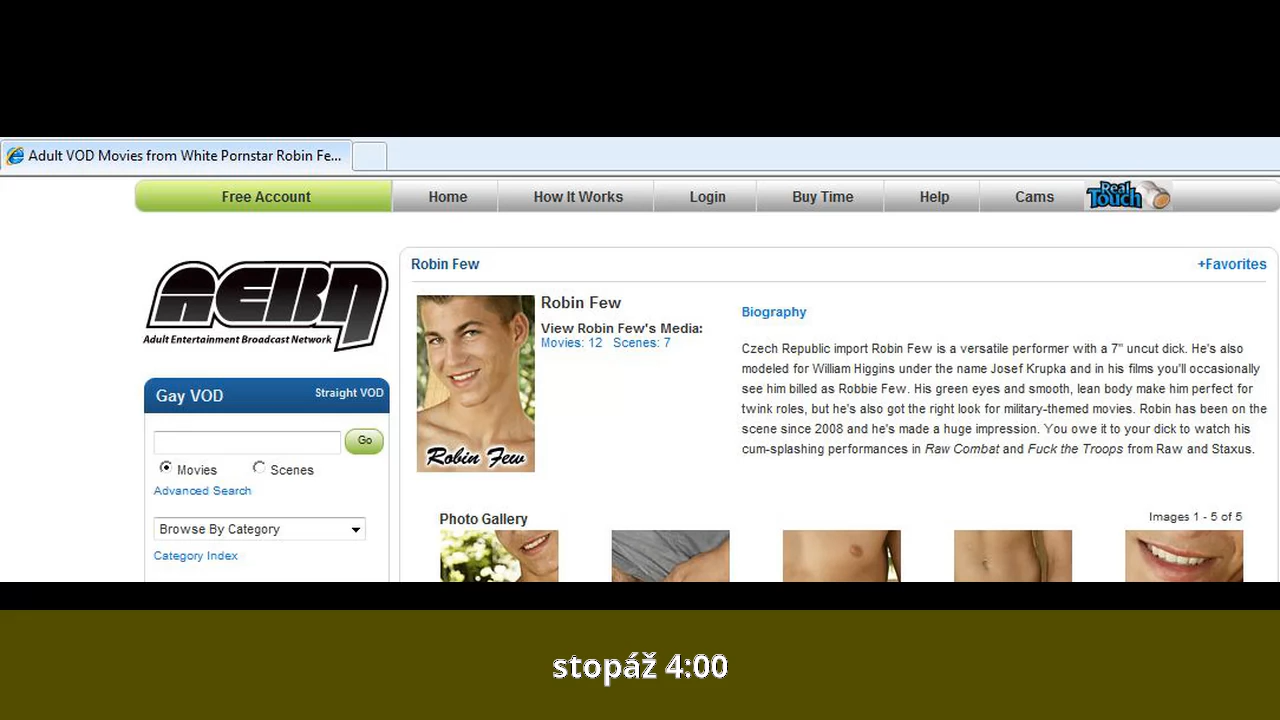 Adult VOD Movies from White Pornstar Robin Fe...
Free Account
Home
How It Works
Login
Buy Time
Help
Cams
Real Touch
AEBN
Adult Entertainment Broadcast Network
Robin Few
+Favorites
Robin Few
Robin Few
View Robin Few's Media:
Movies: 12 Scenes: 7
Biography
Czech Republic import Robin Few is a versatile performer with a 7" uncut dick. He's also
modeled for William Higgins under the name Josef Krupka and in his films you'll occasionally
see him billed as Robbie Few. His green eyes and smooth, lean body make him perfect for
twink roles, but he's also got the right look for military-themed movies. Robin has been on the
scene since 2008 and he's made a huge impression. You owe it to your dick to watch his
cum-splashing performances in Raw Combat and Fuck the Troops from Raw and Staxus.
Gay VOD
Straight VOD
Go
Movies
Scenes
Advanced Search
Browse By Category
Category Index
Photo Gallery
Images 1 - 5 of 5
stopáž 4:00